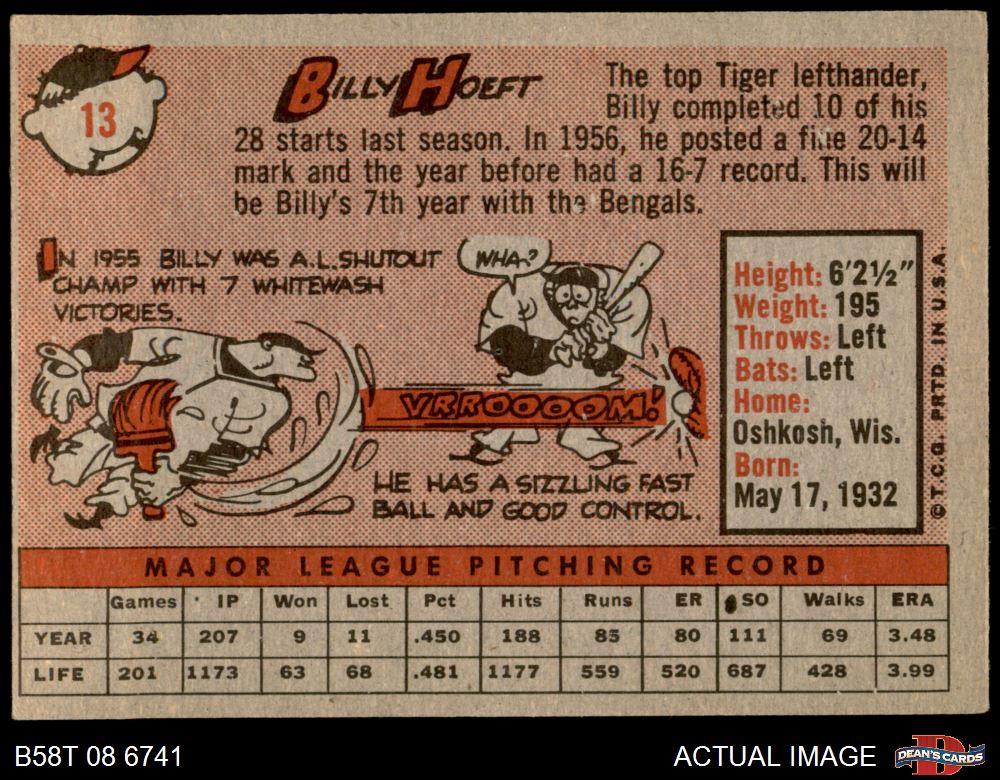 13
BILLY HOEFT
The top Tiger lefthander,
Billy completed 10 of his
28 starts last season. In 1956, he posted a fine 20-14
mark and the year before had a 16-7 record. This will
be Billy's 7th year with the Bengals.
IN 1955 BILLY WAS A.L. SHUTOUT
CHAMP WITH 7 WHITEWASH
VICTORIES.
WHA?
VRROOOOM!
HE HAS A SIZZLING FAST
BALL AND GOOD CONTROL.
Height: 6'2½"
Weight: 195
Throws: Left
Bats: Left
Home:
Oshkosh, Wis.
Born:
May 17, 1932
©T.C.G. PRTD. IN U.S.A.
MAJOR LEAGUE PITCHING RECORD
Games IP Won Lost Pct Hits Runs ER SO Walks ERA
YEAR 34 207 9 11 .450 188 85 80 111 69 3.48
LIFE 201 1173 63 68 .481 1177 559 520 687 428 3.99
B58T 08 6741
ACTUAL IMAGE
DEAN'S CARDS